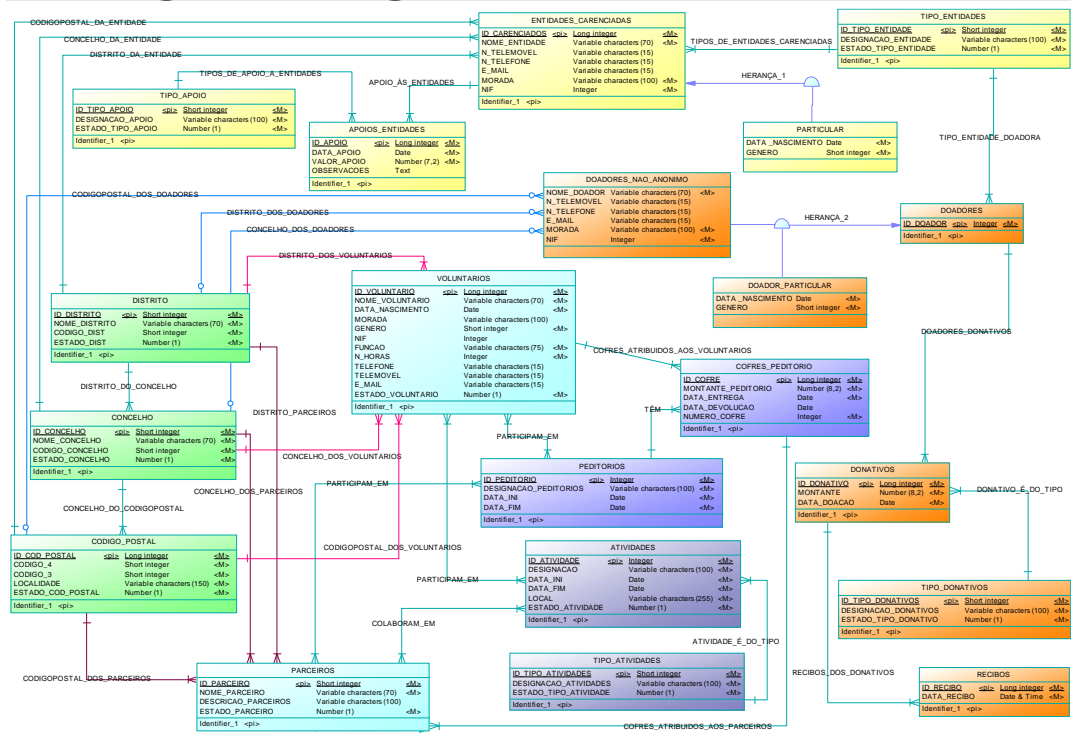 CODIGOPOSTAL_DA_ENTIDADE
CONCELHO_DA_ENTIDADE
DISTRITO_DA_ENTIDADE
TIPOS_DE_APOIO_A_ENTIDADES
APOIO_ÀS_ENTIDADES
ENTIDADES_CARENCIADAS
ID_CARENCIADOS <pi> Long integer <M>
NOME_ENTIDADE Variable characters (70) <M>
N_TELEMOVEL Variable characters (15)
N_TELEFONE Variable characters (15)
E_MAIL Variable characters (15)
MORADA Variable characters (100) <M>
NIF Integer <M>
Identifier_1 <pi>
TIPOS_DE_ENTIDADES_CARENCIADAS
TIPO_ENTIDADES
ID_TIPO_ENTIDADE <pi> Short integer <M>
DESIGNACAO_ENTIDADE Variable characters (100) <M>
ESTADO_TIPO_ENTIDADE Number (1) <M>
Identifier_1 <pi>
HERANÇA_1
TIPO_APOIO
ID_TIPO_APOIO <pi> Short integer <M>
DESIGNACAO_APOIO Variable characters (100) <M>
ESTADO_TIPO_APOIO Number (1) <M>
Identifier_1 <pi>
APOIOS_ENTIDADES
ID_APOIO <pi> Long integer <M>
DATA_APOIO Date <M>
VALOR_APOIO Number (7,2) <M>
OBSERVACOES Text
Identifier_1 <pi>
PARTICULAR
DATA _NASCIMENTO Date <M>
GENERO Short integer <M>
TIPO_ENTIDADE_DOADORA
CODIGOPOSTAL_DOS_DOADORES
DISTRITO_DOS_DOADORES
CONCELHO_DOS_DOADORES
DOADORES_NAO_ANONIMO
NOME_DOADOR Variable characters (70) <M>
N_TELEMOVEL Variable characters (15)
N_TELEFONE Variable characters (15)
E_MAIL Variable characters (15)
MORADA Variable characters (100) <M>
NIF Integer <M>
HERANÇA_2
DOADORES
ID_DOADOR <pi> Integer <M>
Identifier_1 <pi>
DISTRITO_DOS_VOLUNTARIOS
DOADOR_PARTICULAR
DATA _NASCIMENTO Date <M>
GENERO Short integer <M>
DOADORES_DONATIVOS
DISTRITO
ID_DISTRITO <pi> Short integer <M>
NOME_DISTRITO Variable characters (70) <M>
CODIGO_DIST Short integer <M>
ESTADO_DIST Number (1) <M>
Identifier_1 <pi>
VOLUNTARIOS
ID_VOLUNTARIO <pi> Long integer <M>
NOME_VOLUNTARIO Variable characters (70) <M>
DATA_NASCIMENTO Date <M>
MORADA Variable characters (100)
GENERO Short integer <M>
NIF Integer
FUNCAO Variable characters (75) <M>
N_HORAS Integer <M>
TELEFONE Variable characters (15)
TELEMOVEL Variable characters (15)
E_MAIL Variable characters (15)
ESTADO_VOLUNTARIO Number (1) <M>
Identifier_1 <pi>
COFRES_ATRIBUIDOS_AOS_VOLUNTARIOS
COFRES_PEDITORIO
ID_COFRE <pi> Long integer <M>
MONTANTE_PEDITORIO Number (8,2) <M>
DATA_ENTREGA Date <M>
DATA_DEVOLUCAO Date
NUMERO_COFRE Integer <M>
Identifier_1 <pi>
TÊM
DISTRITO_DO_CONCELHO
DISTRITO_PARCEIROS
CONCELHO
ID_CONCELHO <pi> Short integer <M>
NOME_CONCELHO Variable characters (70) <M>
CODIGO_CONCELHO Short integer <M>
ESTADO_CONCELHO Number (1) <M>
Identifier_1 <pi>
CONCELHO_DOS_VOLUNTARIOS
PARTICIPAM_EM
CONCELHO_DOS_PARCEIROS
CONCELHO_DO_CODIGOPOSTAL
PARTICIPAM_EM
PEDITORIOS
ID_PEDITORIO <pi> Integer <M>
DESIGNACAO_PEDITORIOS Variable characters (100) <M>
DATA_INI Date <M>
DATA_FIM Date <M>
Identifier_1 <pi>
DONATIVOS
ID_DONATIVO <pi> Long integer <M>
MONTANTE Number (8,2) <M>
DATA_DOACAO Date <M>
Identifier_1 <pi>
DONATIVO_É_DO_TIPO
CODIGO_POSTAL
ID_COD_POSTAL <pi> Long integer <M>
CODIGO_4 Short integer <M>
CODIGO_3 Short integer <M>
LOCALIDADE Variable characters (150) <M>
ESTADO_COD_POSTAL Number (1) <M>
Identifier_1 <pi>
CODIGOPOSTAL_DOS_VOLUNTARIOS
PARTICIPAM_EM
ATIVIDADES
ID_ATIVIDADE <pi> Integer <M>
DESIGNACAO Variable characters (100) <M>
DATA_INI Date <M>
DATA_FIM Date <M>
LOCAL Variable characters (255) <M>
ESTADO_ATIVIDADE Number (1) <M>
Identifier_1 <pi>
COLABORAM_EM
ATIVIDADE_É_DO_TIPO
TIPO_DONATIVOS
ID_TIPO_DONATIVOS <pi> Short integer <M>
DESIGNACAO_DONATIVOS Variable characters (100) <M>
ESTADO_TIPO_DONATIVO Number (1) <M>
Identifier_1 <pi>
CODIGOPOSTAL_DOS_PARCEIROS
PARCEIROS
ID_PARCEIRO <pi> Short integer <M>
NOME_PARCEIRO Variable characters (70) <M>
DESCRICAO_PARCEIROS Variable characters (100)
ESTADO_PARCEIRO Number (1) <M>
Identifier_1 <pi>
TIPO_ATIVIDADES
ID_TIPO_ATIVIDADES <pi> Short integer <M>
DESIGNACAO_ATIVIDADES Variable characters (100) <M>
ESTADO_TIPO_ATIVIDADE Number (1) <M>
Identifier_1 <pi>
COFRES_ATRIBUIDOS_AOS_PARCEIROS
RECIBOS_DOS_DONATIVOS
RECIBOS
ID_RECIBO <pi> Long integer <M>
DATA_RECIBO Date & Time <M>
Identifier_1 <pi>